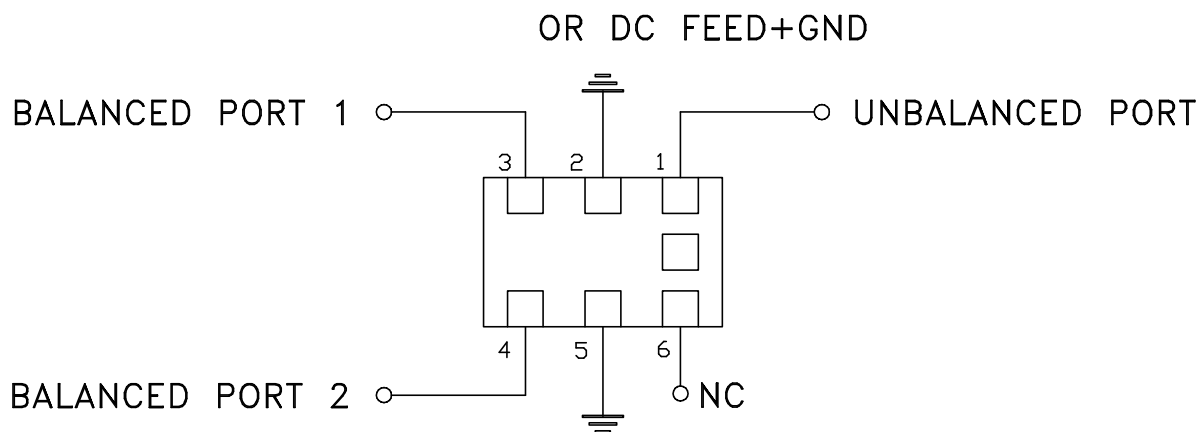 OR DC FEED+GND
BALANCED PORT 1
UNBALANCED PORT
3 2 1
4 5 6
BALANCED PORT 2
NC